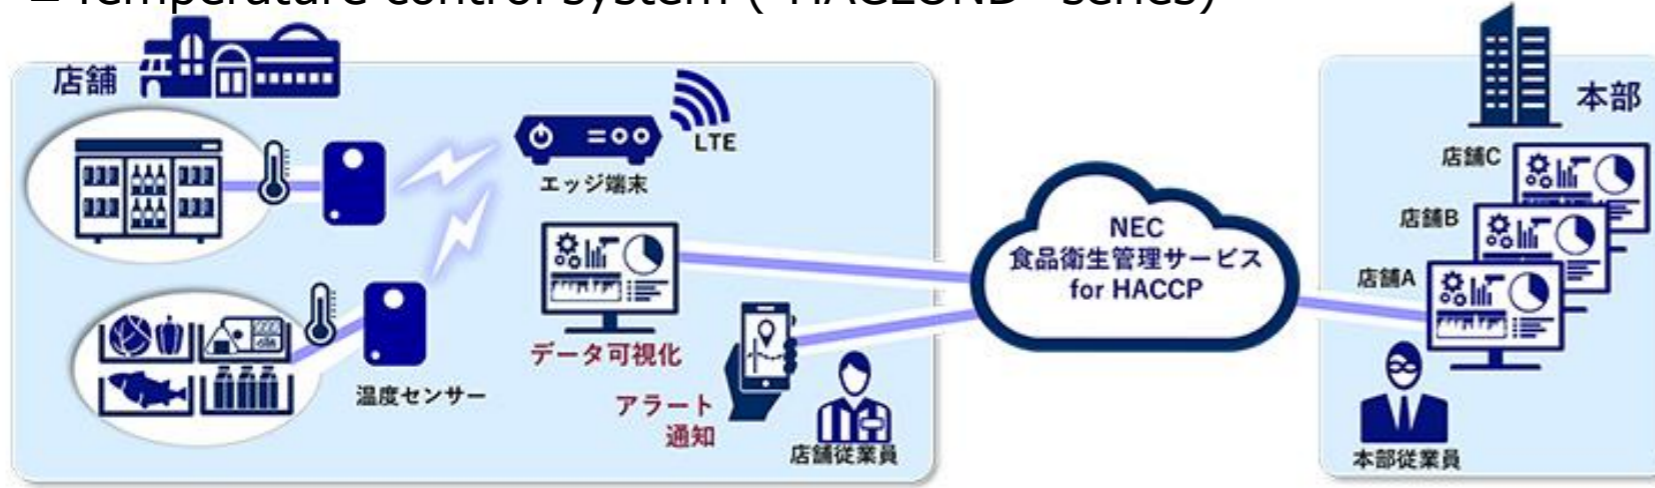 Temperature control system ("HACLUND" series)
店舗
LTE
エッジ端末
データ可視化
温度センサー
アラート
通知
店舗従業員
NEC
食品衛生管理サービス
for HACCP
本部
店舗C
店舗B
店舗A
本部従業員